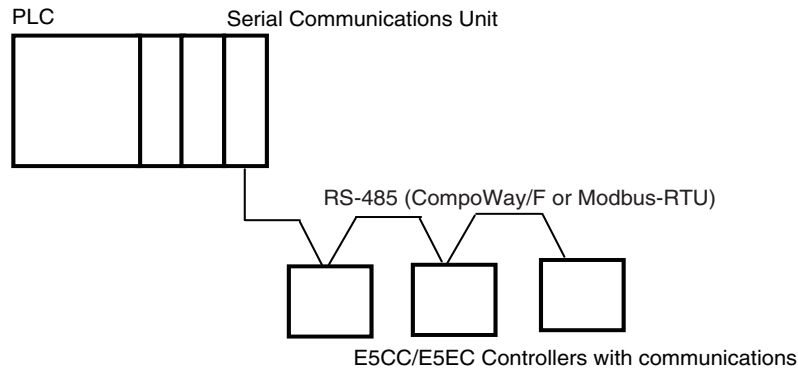 PLC
Serial Communications Unit
RS-485 (CompoWay/F or Modbus-RTU)
E5CC/E5EC Controllers with communications